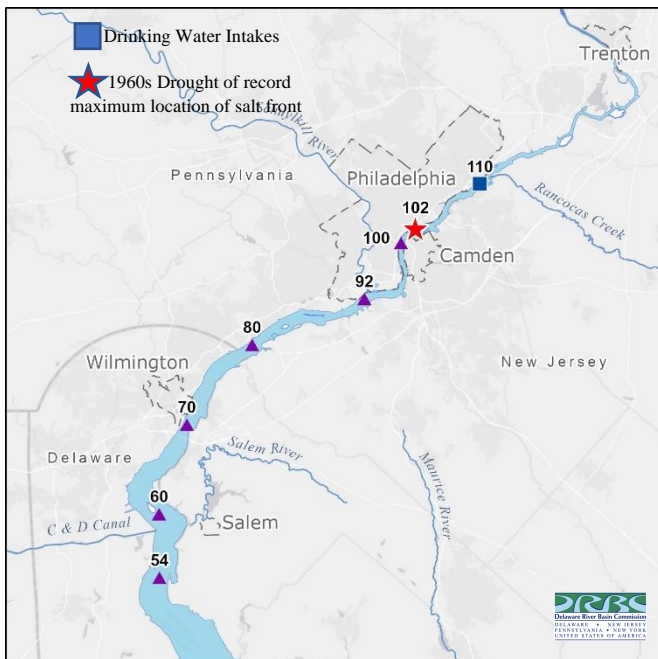 Drinking Water Intakes
1960s Drought of record
maximum location of salt front
Trenton
Schuylkill River
Pennsylvania
Philadelphia
110
102
Rancocas Creek
100
Camden
92
80
Wilmington
New Jersey
70
Salem River
Maurice River
Delaware
60
Salem
C & D Canal
54
DRBC
Delaware River Basin Commission
DELAWARE • NEW JERSEY
PENNSYLVANIA • NEW YORK
UNITED STATES OF AMERICA